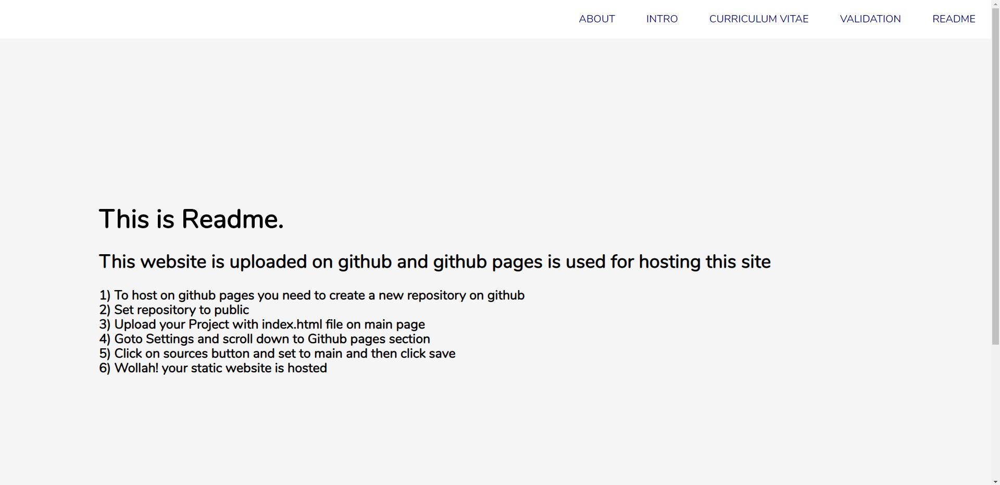 ABOUT INTRO CURRICULUM VITAE VALIDATION README
This is Readme.
This website is uploaded on github and github pages is used for hosting this site
1) To host on github pages you need to create a new repository on github
2) Set repository to public
3) Upload your Project with index.html file on main page
4) Goto Settings and scroll down to Github pages section
5) Click on sources button and set to main and then click save
6) Wollah! your static website is hosted